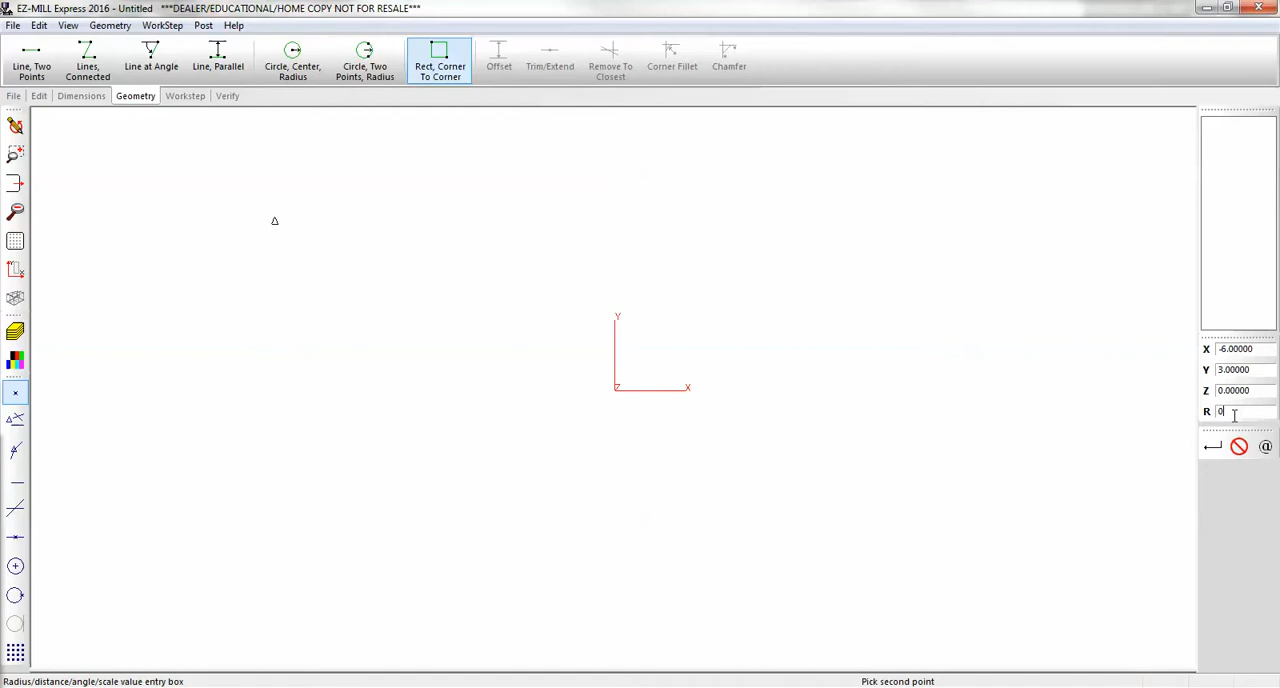 EZ-MILL Express 2016 - Untitled ***DEALER/EDUCATIONAL/HOME COPY NOT FOR RESALE***
File Edit View Geometry WorkStep Post Help
Line, Two Points
Lines, Connected
Line at Angle
Line, Parallel
Circle, Center, Radius
Circle, Two Points, Radius
Rect, Corner To Corner
Offset
Trim/Extend
Remove To Closest
Corner Fillet
Chamfer
File Edit Dimensions Geometry Workstep Verify
Y
Z X
X -6.00000
Y 3.00000
Z 0.00000
R 0
@
Radius/distance/angle/scale value entry box Pick second point